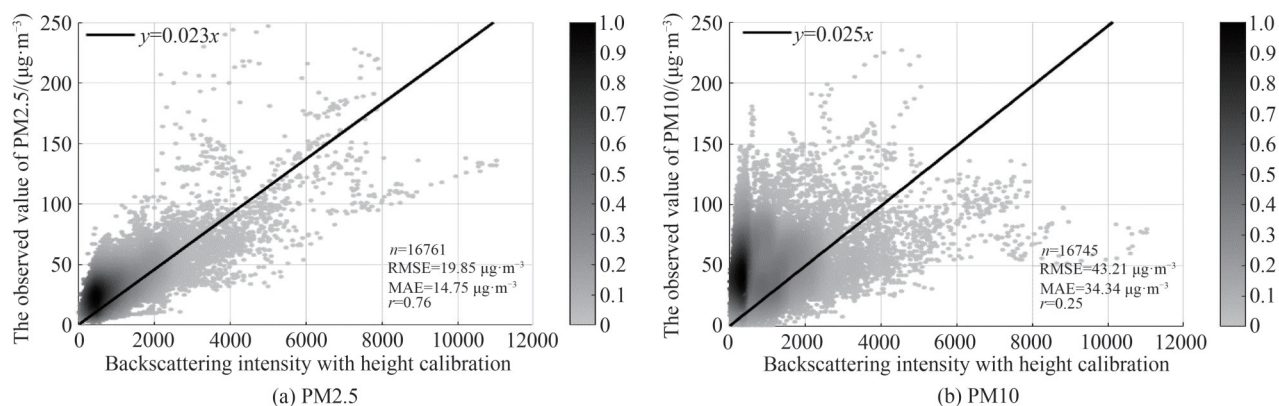 250
200
150
100
50
0
The observed value of PM2.5/(μg·m⁻³)
y=0.023x
n=16761
RMSE=19.85 μg·m⁻³
MAE=14.75 μg·m⁻³
r=0.76
0 2000 4000 6000 8000 10000 12000
Backscattering intensity with height calibration
(a) PM2.5
1.0
0.9
0.8
0.7
0.6
0.5
0.4
0.3
0.2
0.1
0
250
200
150
100
50
0
The observed value of PM10/(μg·m⁻³)
y=0.025x
n=16745
RMSE=43.21 μg·m⁻³
MAE=34.34 μg·m⁻³
r=0.25
0 2000 4000 6000 8000 10000 12000
Backscattering intensity with height calibration
(b) PM10
1.0
0.9
0.8
0.7
0.6
0.5
0.4
0.3
0.2
0.1
0